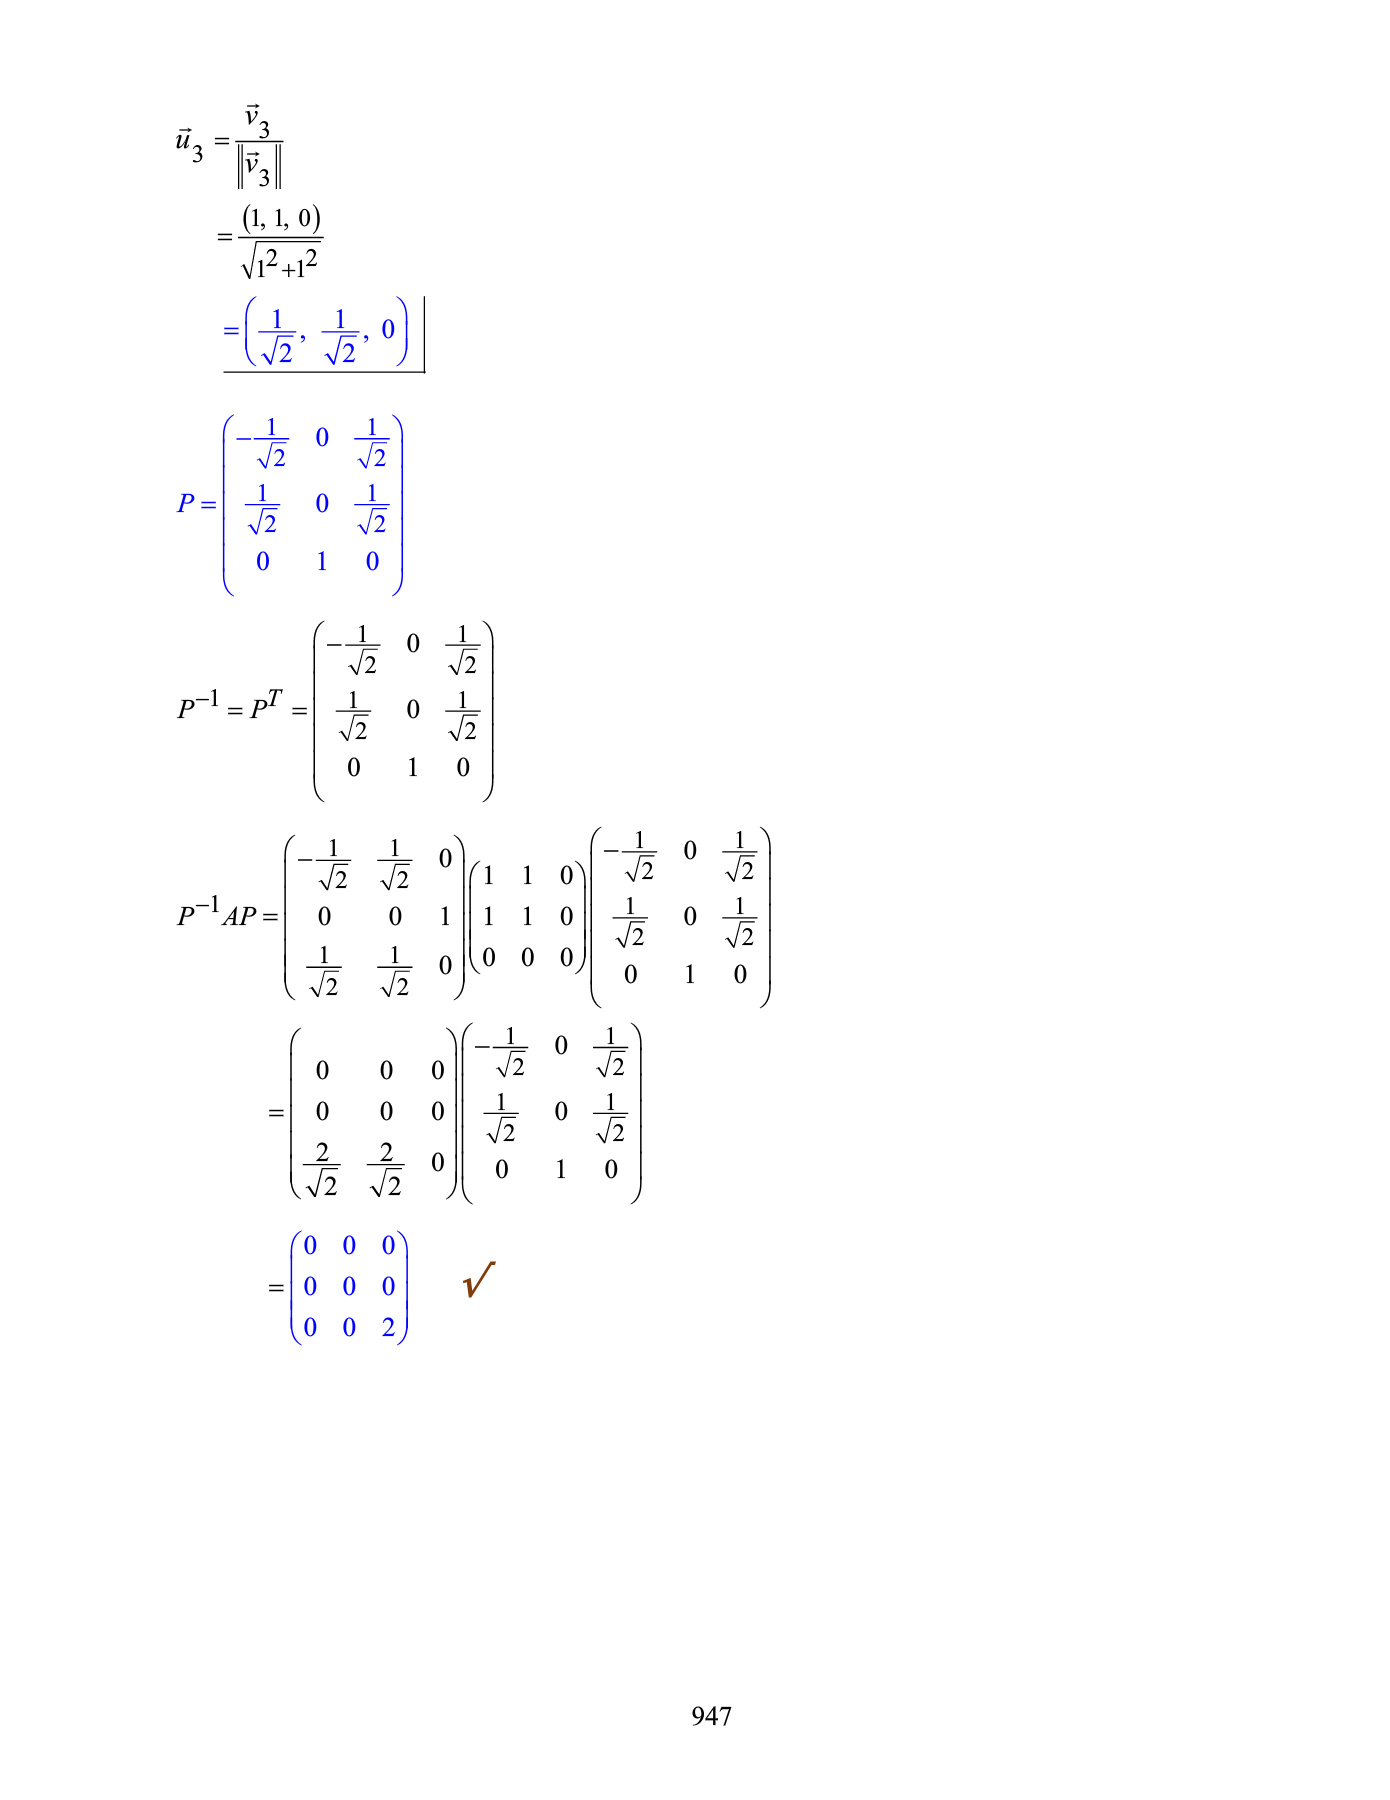 $\vec{u}_3 = \frac{\vec{v}_3}{\left\| \vec{v}_3 \right\|}$
$= \frac{(1, 1, 0)}{\sqrt{1^2 + 1^2}}$
$= \left( \frac{1}{\sqrt{2}}, \frac{1}{\sqrt{2}}, 0 \right)$
$P = \begin{pmatrix} -\frac{1}{\sqrt{2}} & 0 & \frac{1}{\sqrt{2}} \\ \frac{1}{\sqrt{2}} & 0 & \frac{1}{\sqrt{2}} \\ 0 & 1 & 0 \end{pmatrix}$
$P^{-1} = P^T = \begin{pmatrix} -\frac{1}{\sqrt{2}} & 0 & \frac{1}{\sqrt{2}} \\ \frac{1}{\sqrt{2}} & 0 & \frac{1}{\sqrt{2}} \\ 0 & 1 & 0 \end{pmatrix}$
$P^{-1}AP = \begin{pmatrix} -\frac{1}{\sqrt{2}} & \frac{1}{\sqrt{2}} & 0 \\ 0 & 0 & 1 \\ \frac{1}{\sqrt{2}} & \frac{1}{\sqrt{2}} & 0 \end{pmatrix} \begin{pmatrix} 1 & 1 & 0 \\ 1 & 1 & 0 \\ 0 & 0 & 0 \end{pmatrix} \begin{pmatrix} -\frac{1}{\sqrt{2}} & 0 & \frac{1}{\sqrt{2}} \\ \frac{1}{\sqrt{2}} & 0 & \frac{1}{\sqrt{2}} \\ 0 & 1 & 0 \end{pmatrix}$
$= \begin{pmatrix} 0 & 0 & 0 \\ 0 & 0 & 0 \\ \frac{2}{\sqrt{2}} & \frac{2}{\sqrt{2}} & 0 \end{pmatrix} \begin{pmatrix} -\frac{1}{\sqrt{2}} & 0 & \frac{1}{\sqrt{2}} \\ \frac{1}{\sqrt{2}} & 0 & \frac{1}{\sqrt{2}} \\ 0 & 1 & 0 \end{pmatrix}$
$= \begin{pmatrix} 0 & 0 & 0 \\ 0 & 0 & 0 \\ 0 & 0 & 2 \end{pmatrix}$ √
947